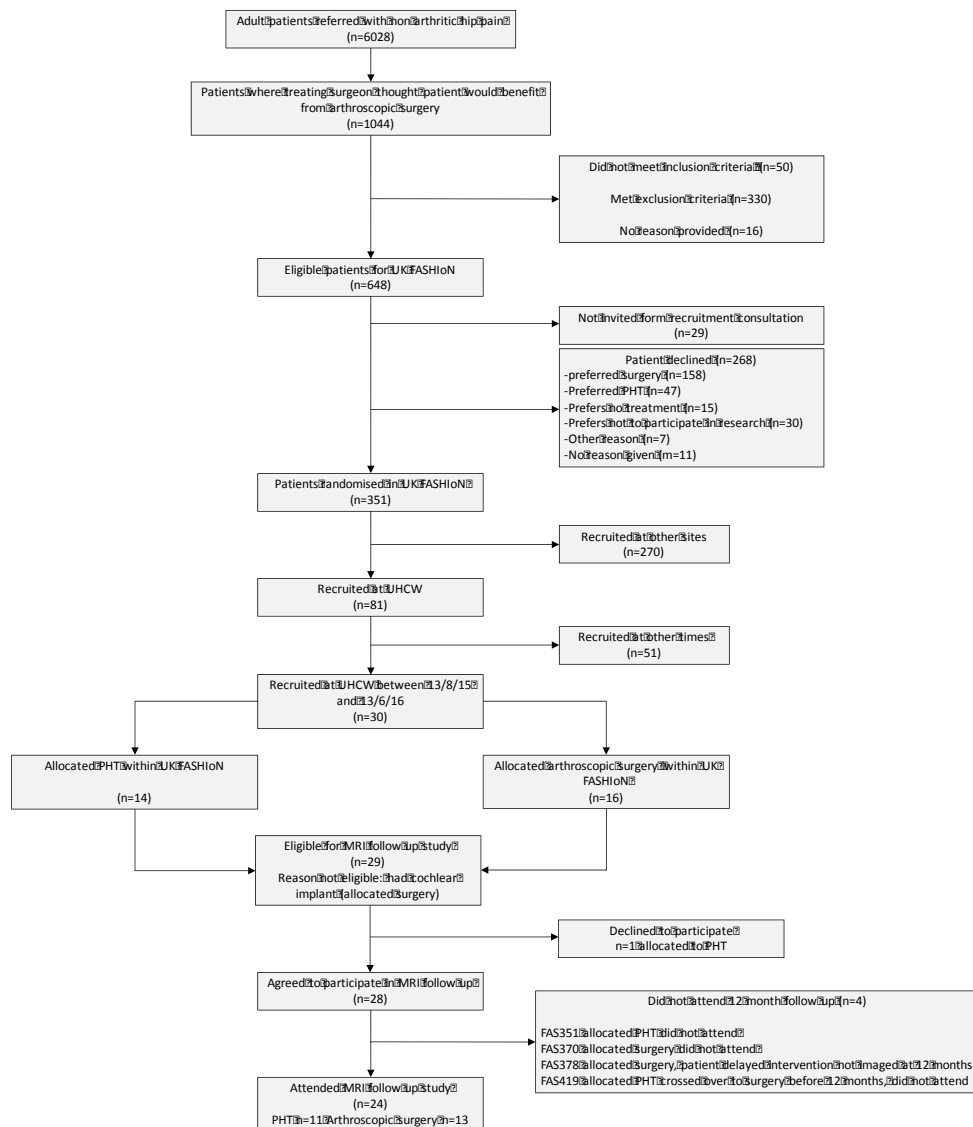 Adult patients referred with non arthritic hip pain
(n=6028)
Patients where treating surgeon thought patient would benefit
from arthroscopic surgery
(n=1044)
Did not meet inclusion criteria (n=50)
Met exclusion criteria (n=330)
No reason provided (n=16)
Eligible patients for UK FASHIoN
(n=648)
Not invited form recruitment consultation
(n=29)
Patient declined (n=268)
-preferred surgery (n=158)
-Preferred PHT (n=47)
-Prefers no treatment (n=15)
-Prefers not to participate in research (n=30)
-Other reason (n=7)
-No reason given (m=11)
Patients randomised in UK FASHIoN
(n=351)
Recruited at other sites
(n=270)
Recruited at UHCW
(n=81)
Recruited at other times
(n=51)
Recruited at UHCW between 13/8/15
and 13/6/16
(n=30)
Allocated PHT within UK FASHIoN
(n=14)
Allocated arthroscopic surgery within UK
FASHIoN
(n=16)
Eligible for MRI follow up study
(n=29)
Reason not eligible: had cochlear
implant (allocated surgery)
Declined to participate
n=1 allocated to PHT
Agreed to participate in MRI follow up
(n=28)
Did not attend 12 month follow up (n=4)
FAS351 allocated PHT did not attend
FAS370 allocated surgery did not attend
FAS378 allocated surgery, patient delayed intervention not imaged at 12 months
FAS419 allocated PHT crossed over to surgery before 12 months, did not attend
Attended MRI follow up study
(n=24)
PHT n=11 Arthroscopic surgery n=13